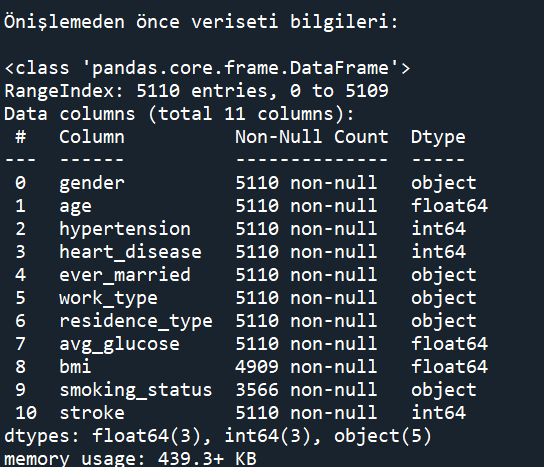 Önişlemeden önce veriseti bilgileri:
<class 'pandas.core.frame.DataFrame'>
RangeIndex: 5110 entries, 0 to 5109
Data columns (total 11 columns):
 #   Column          Non-Null Count  Dtype
---  ------          --------------  -----
 0   gender          5110 non-null   object
 1   age             5110 non-null   float64
 2   hypertension    5110 non-null   int64
 3   heart_disease   5110 non-null   int64
 4   ever_married    5110 non-null   object
 5   work_type       5110 non-null   object
 6   residence_type  5110 non-null   object
 7   avg_glucose     5110 non-null   float64
 8   bmi             4909 non-null   float64
 9   smoking_status  3566 non-null   object
 10  stroke          5110 non-null   int64
dtypes: float64(3), int64(3), object(5)
memory usage: 439.3+ KB